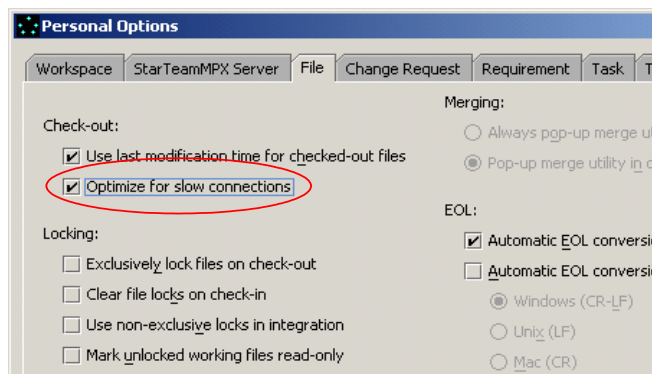 Personal Options
Workspace StarTeamMPX Server File Change Request Requirement Task
Check-out:
Use last modification time for checked-out files
Optimize for slow connections
Locking:
Exclusively lock files on check-out
Clear file locks on check-in
Use non-exclusive locks in integration
Mark unlocked working files read-only
Merging:
Always pop-up merge
Pop-up merge utility in
EOL:
Automatic EOL
Automatic EOL
Windows (CR-LF)
Unix (LF)
Mac (CR)